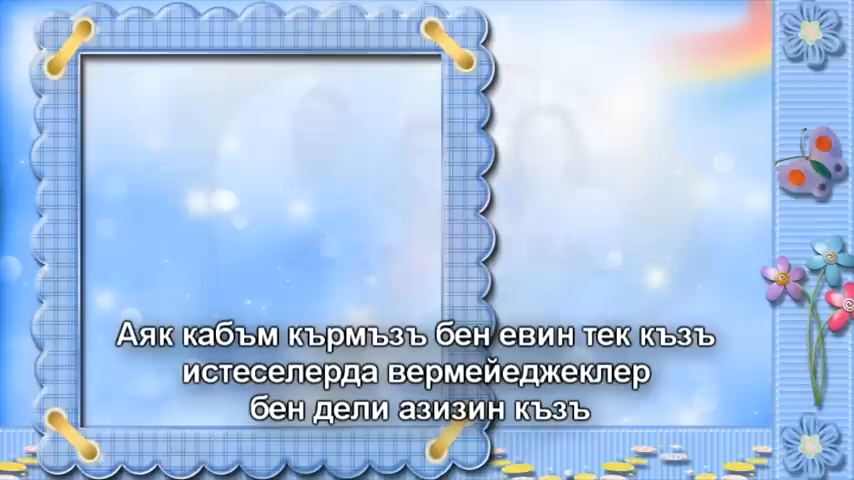 Аяк кабъм кърмъзъ бен евин тек къзъ
истеселерда вермейеджеклер
бен дели азизин къзъ